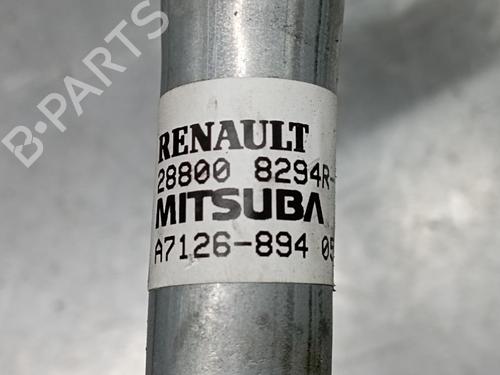 B-PARTS
RENAULT
28800 8294R-
MITSUBA
A7126-894 05